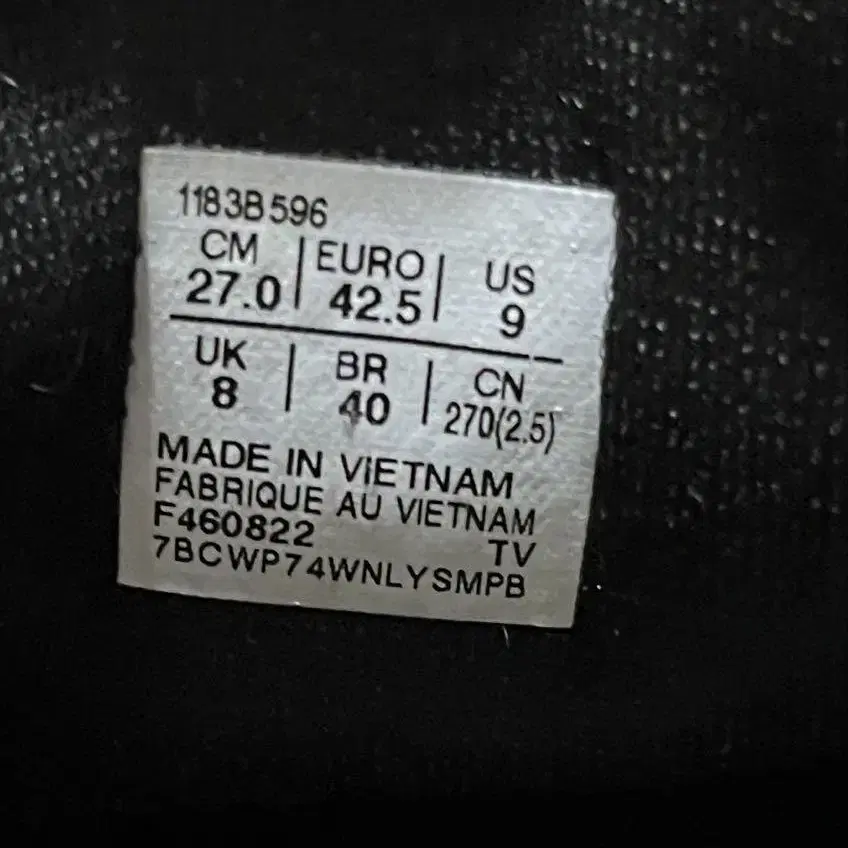 1183B596
CM | EURO | US
27.0 | 42.5 | 9
UK | BR | CN
8 | 40 | 270(2.5)
MADE IN VIETNAM
FABRIQUE AU VIETNAM
F460822 TV
7BCWP74WNLYSMPB